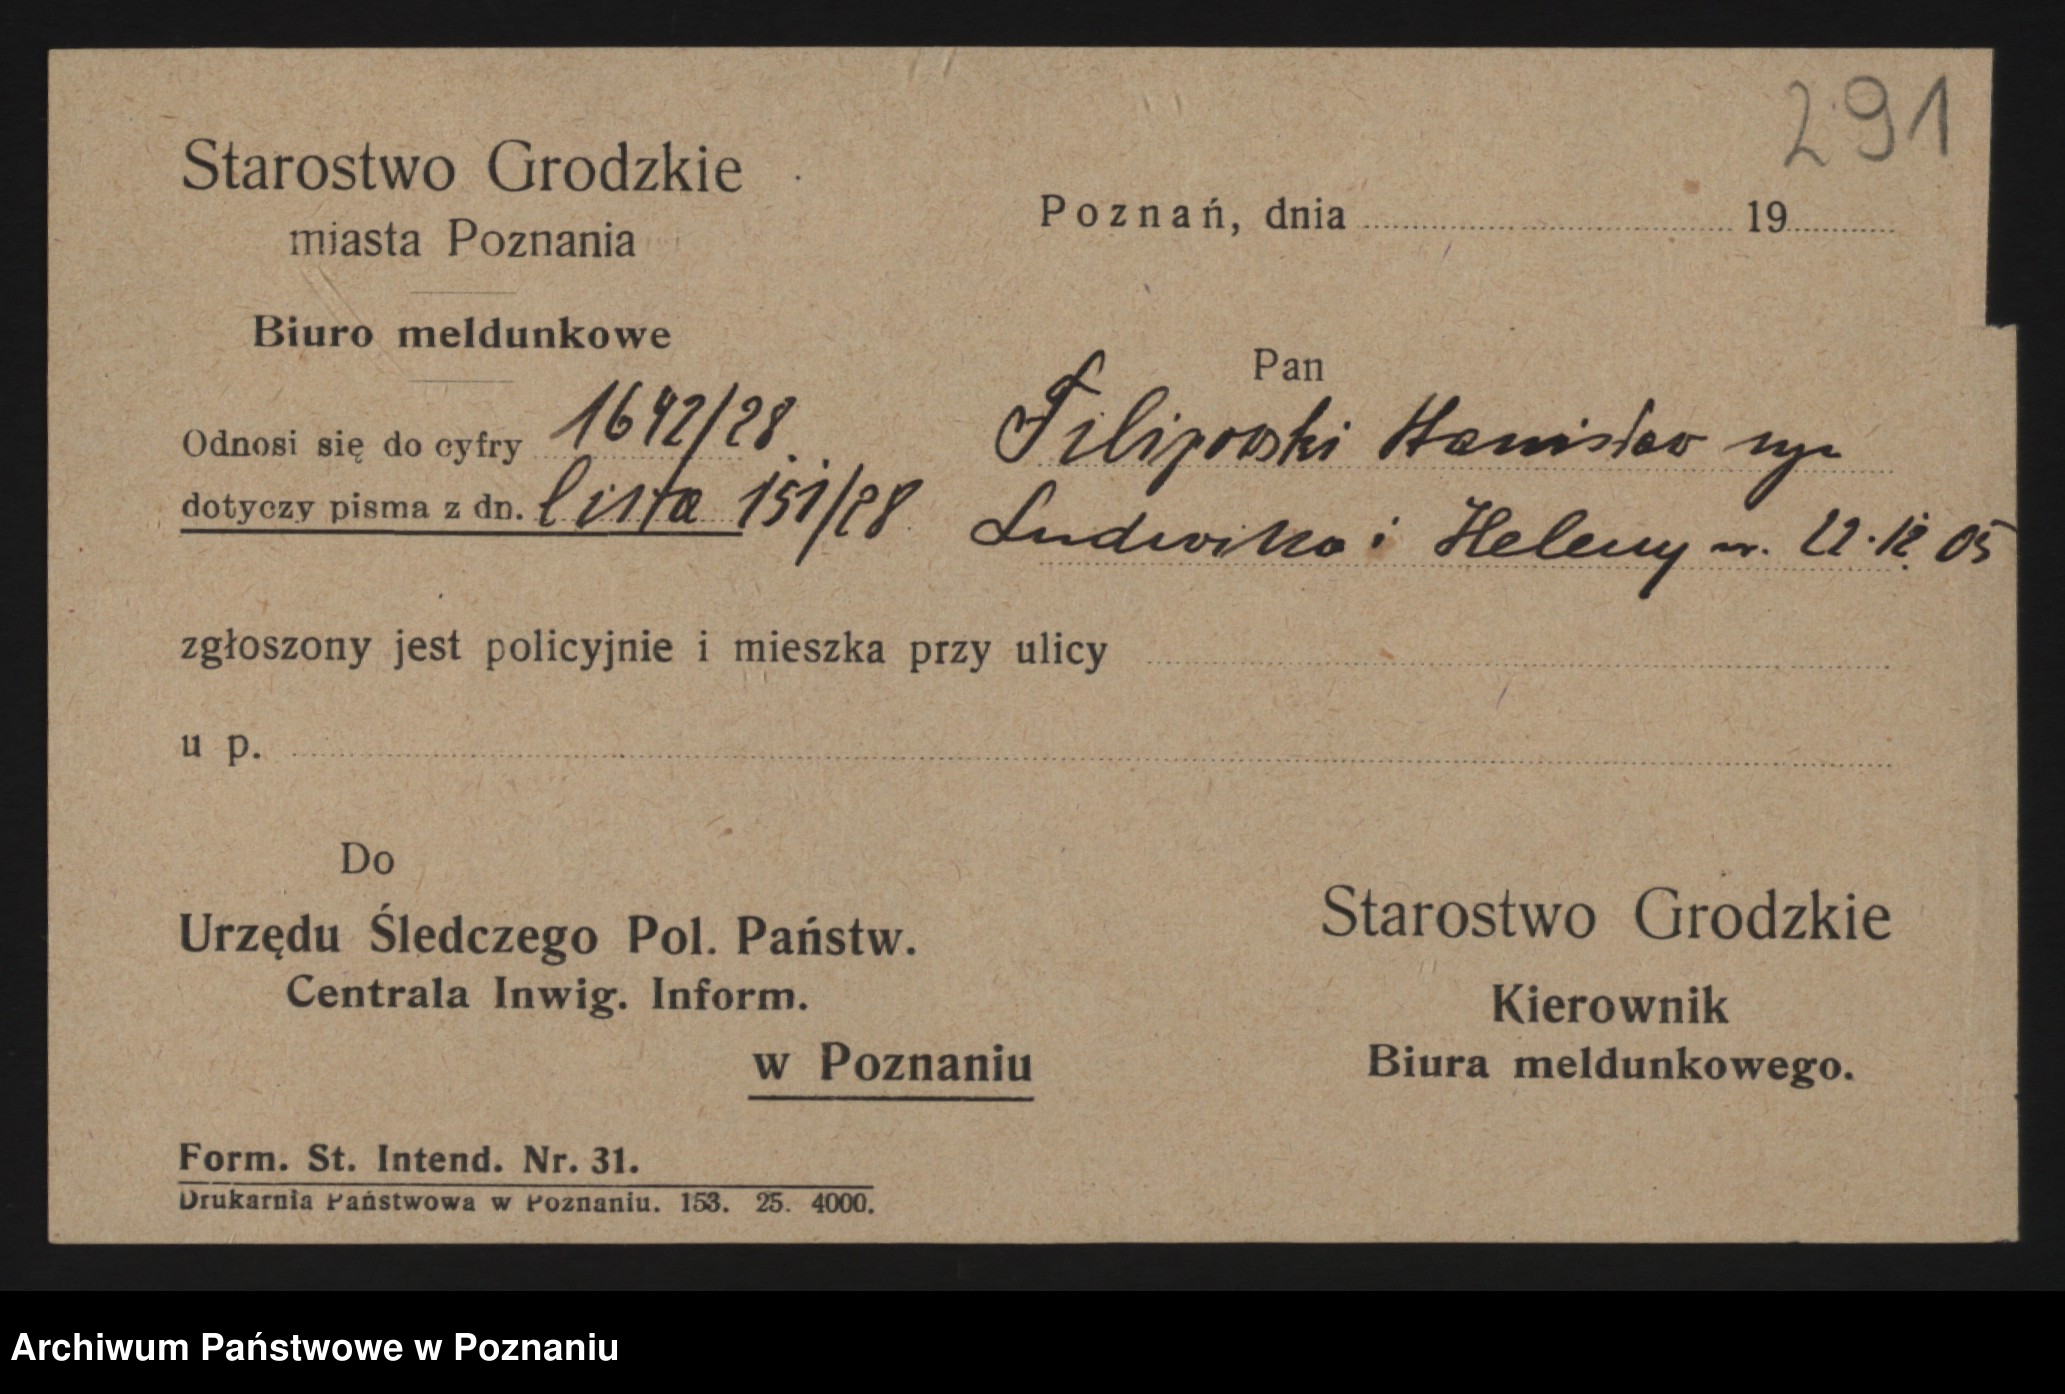 291
Starostwo Grodzkie
miasta Poznania
Poznań, dnia 19
Biuro meldunkowe
Pan
Odnosi się do cyfry 1642/28.
Filipowski Stanisław syn
dotyczy pisma z dn. lista 151/28
Ludwika i Heleny ur. 22.12.05
zgłoszony jest policyjnie i mieszka przy ulicy
u p.
Do
Urzędu Śledczego Pol. Państw.
Centrala Inwig. Inform.
w Poznaniu
Starostwo Grodzkie
Kierownik
Biura meldunkowego.
Form. St. Intend. Nr. 31.
Drukarnia Państwowa w Poznaniu. 153. 25. 4000.
Archiwum Państwowe w Poznaniu